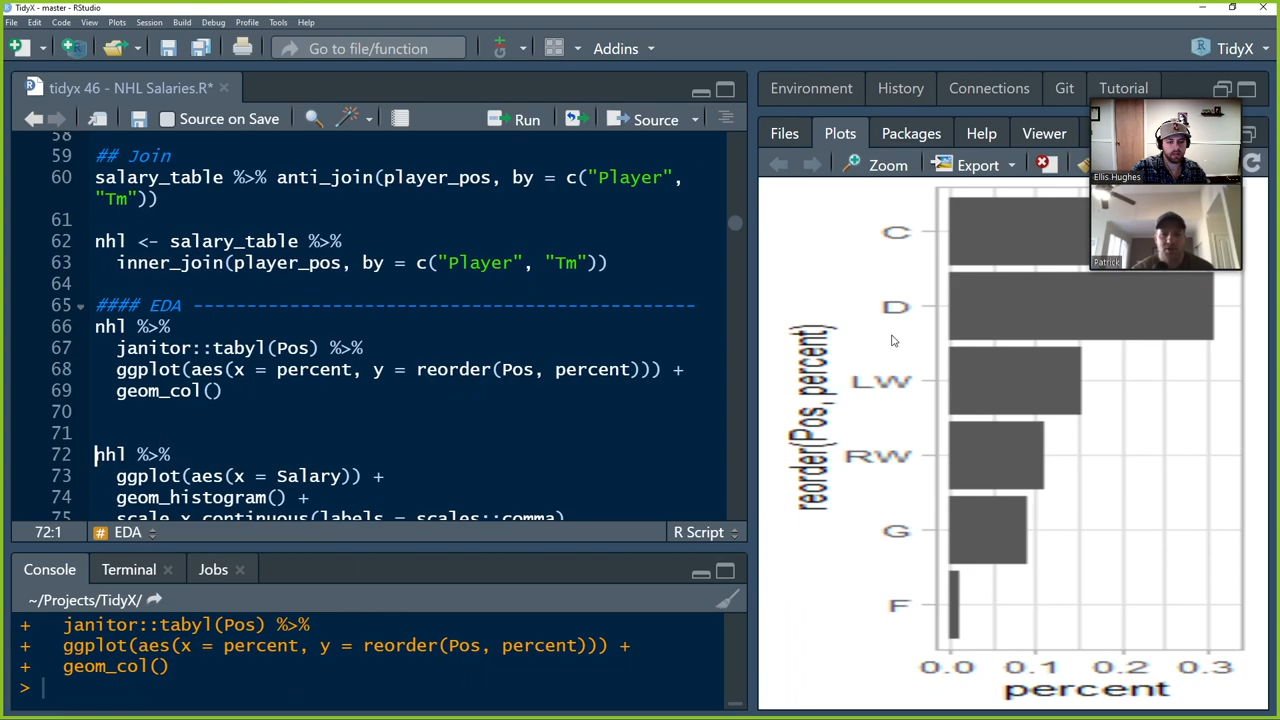 TidyX - master - RStudio
File Edit Code View Plots Session Build Debug Profile Tools Help
Go to file/function Addins TidyX
tidyx 46 - NHL Salaries.R*
Source on Save Run Source
58
59 ## Join
60 salary_table %>% anti_join(player_pos, by = c("Player",
"Tm"))
61
62 nhl <- salary_table %>%
63 inner_join(player_pos, by = c("Player", "Tm"))
64
65 #### EDA -----------------------------------------------
66 nhl %>%
67 janitor::tabyl(Pos) %>%
68 ggplot(aes(x = percent, y = reorder(Pos, percent))) +
69 geom_col()
70
71
72 nhl %>%
73 ggplot(aes(x = Salary)) +
74 geom_histogram() +
75 scale_x_continuous(labels = scales::comma)
72:1 # EDA R Script
Console Terminal Jobs
~/Projects/TidyX/
+ janitor::tabyl(Pos) %>%
+ ggplot(aes(x = percent, y = reorder(Pos, percent))) +
+ geom_col()
>
Environment History Connections Git Tutorial
Files Plots Packages Help Viewer
Zoom Export
Ellis Hughes
Patrick
reorder(Pos, percent)
C
D
LW
RW
G
F
0.0 0.1 0.2 0.3
percent